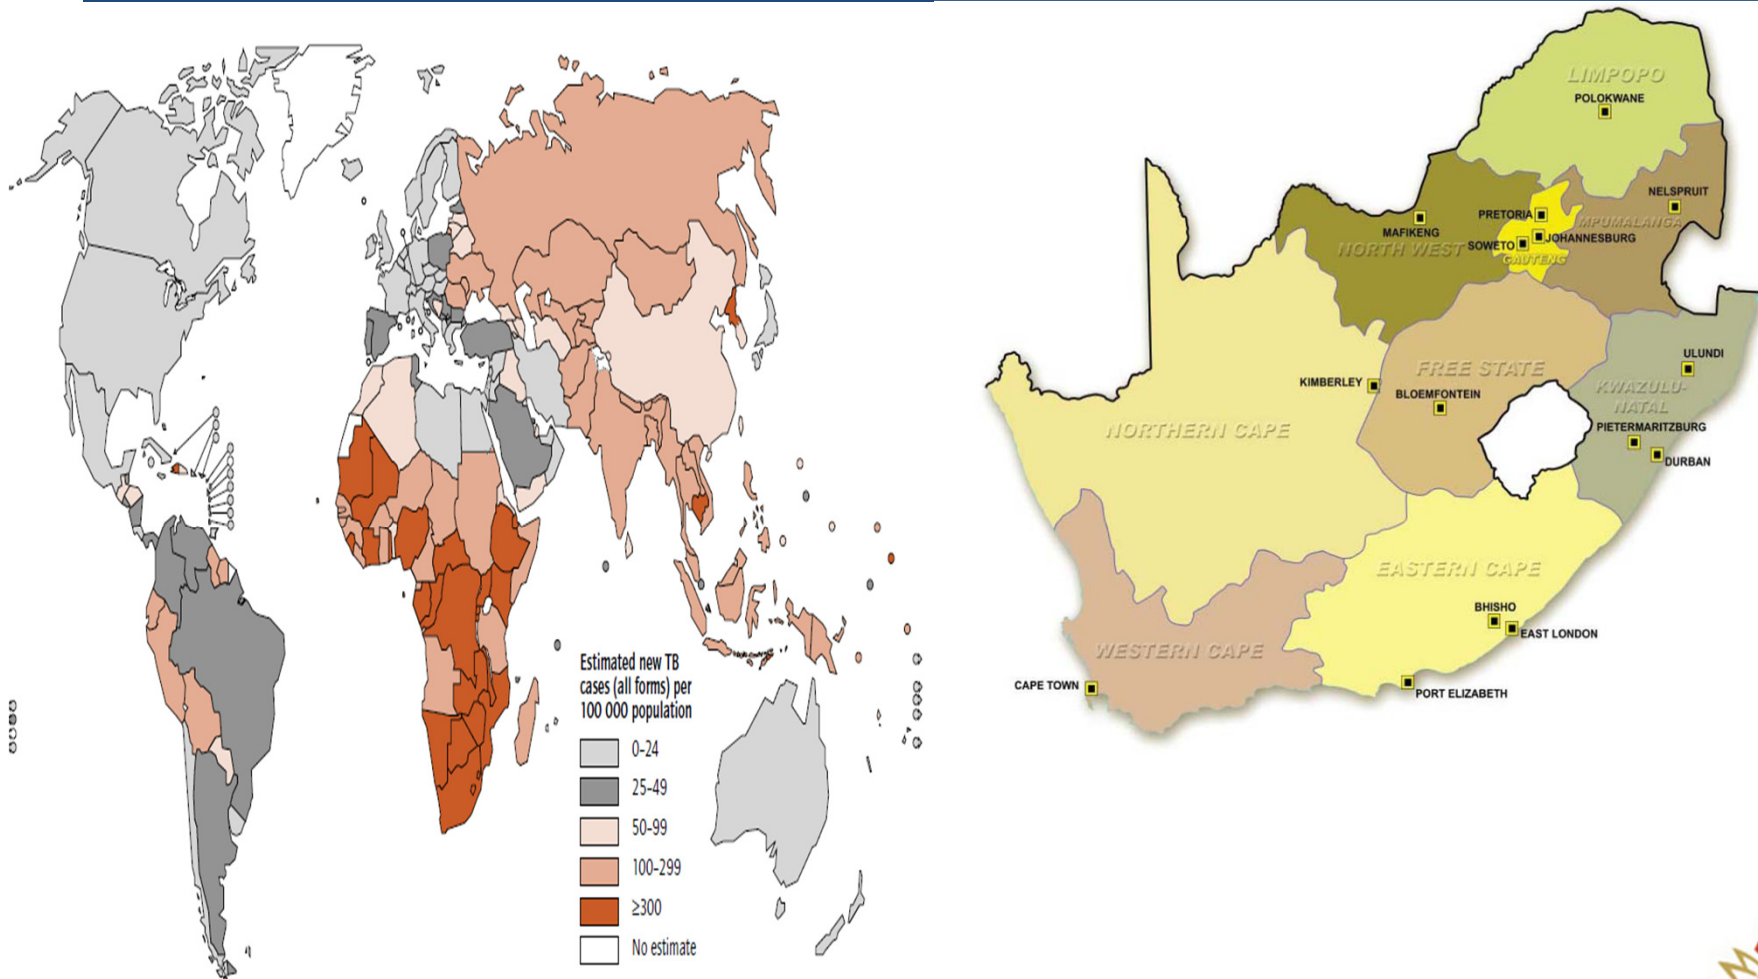 Estimated new TB
cases (all forms) per
100 000 population
0–24
25–49
50–99
100–299
≥300
No estimate
LIMPOPO
POLOKWANE
NELSPRUIT
PRETORIA
MPUMALANGA
MAFIKENG
JOHANNESBURG
SOWETO
NORTH WEST
GAUTENG
ULUNDI
FREE STATE
KIMBERLEY
KWAZULU-
NATAL
BLOEMFONTEIN
PIETERMARITZBURG
NORTHERN CAPE
DURBAN
EASTERN CAPE
BHISHO
EAST LONDON
WESTERN CAPE
CAPE TOWN
PORT ELIZABETH